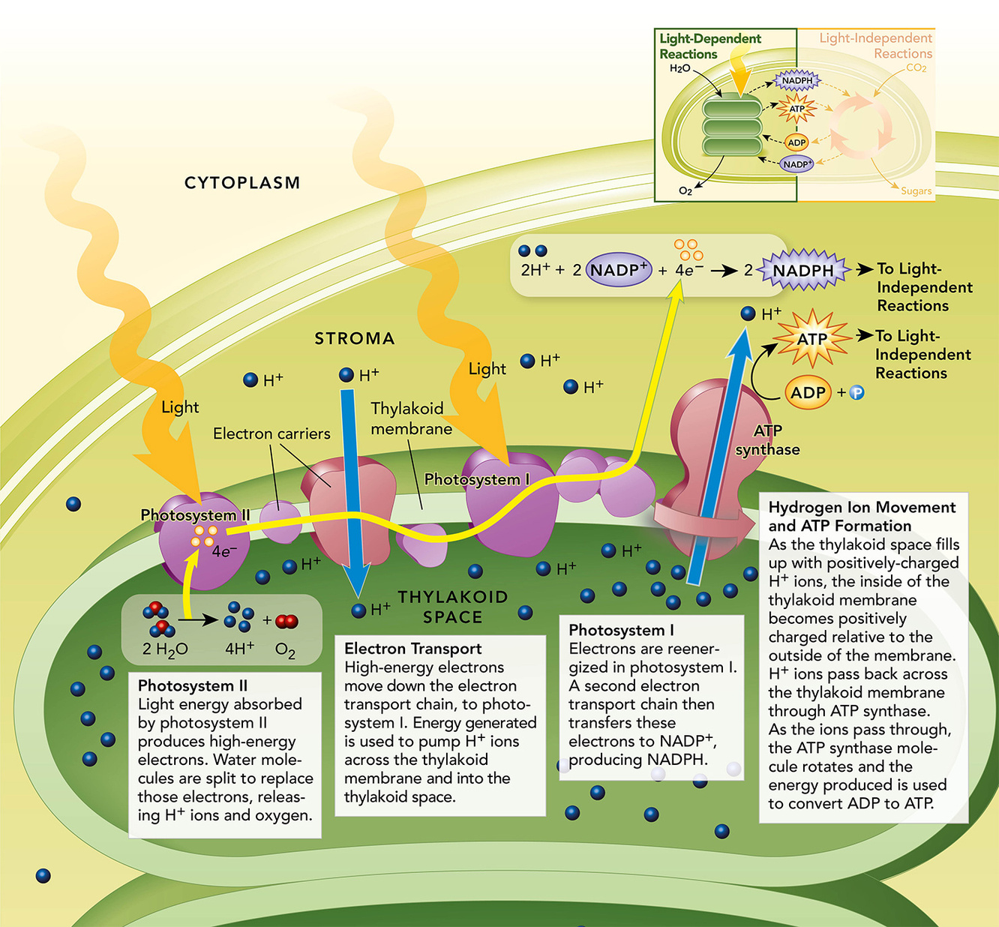 Light-Dependent
Reactions
Light-Independent
Reactions
H₂O
CO₂
NADPH
ATP
ADP
NADP⁺
O₂
Sugars
CYTOPLASM
2H⁺ + 2 NADP⁺ + 4e⁻ → 2 NADPH → To Light-
Independent
Reactions
H⁺
ATP → To Light-
Independent
Reactions
ADP + P
STROMA
H⁺
H⁺
Light
H⁺
H⁺
Light
Thylakoid
membrane
Electron carriers
ATP
synthase
Photosystem I
Photosystem II
4e⁻
H⁺
H⁺
H⁺
H⁺
THYLAKOID
SPACE
2 H₂O → 4H⁺ + O₂
Photosystem II
Light energy absorbed
by photosystem II
produces high-energy
electrons. Water mole-
cules are split to replace
those electrons, releas-
ing H⁺ ions and oxygen.
Electron Transport
High-energy electrons
move down the electron
transport chain, to photo-
system I. Energy generated
is used to pump H⁺ ions
across the thylakoid
membrane and into the
thylakoid space.
Photosystem I
Electrons are reener-
gized in photosystem I.
A second electron
transport chain then
transfers these
electrons to NADP⁺,
producing NADPH.
Hydrogen Ion Movement
and ATP Formation
As the thylakoid space fills
up with positively-charged
H⁺ ions, the inside of the
thylakoid membrane
becomes positively
charged relative to the
outside of the membrane.
H⁺ ions pass back across
the thylakoid membrane
through ATP synthase.
As the ions pass through,
the ATP synthase mole-
cule rotates and the
energy produced is used
to convert ADP to ATP.